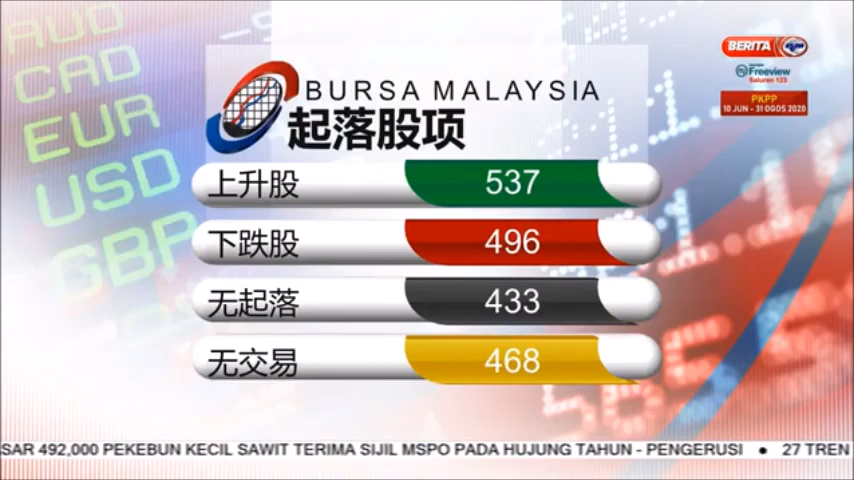 AUD
CAD
EUR
USD
GBP
BERITA
Freeview
Saluran 123
PKPP
10 JUN - 31 OGOS 2020
BURSA MALAYSIA
起落股项
上升股 537
下跌股 496
无起落 433
无交易 468
SAR 492,000 PEKEBUN KECIL SAWIT TERIMA SIJIL MSPO PADA HUJUNG TAHUN - PENGERUSI ● 27 TREN